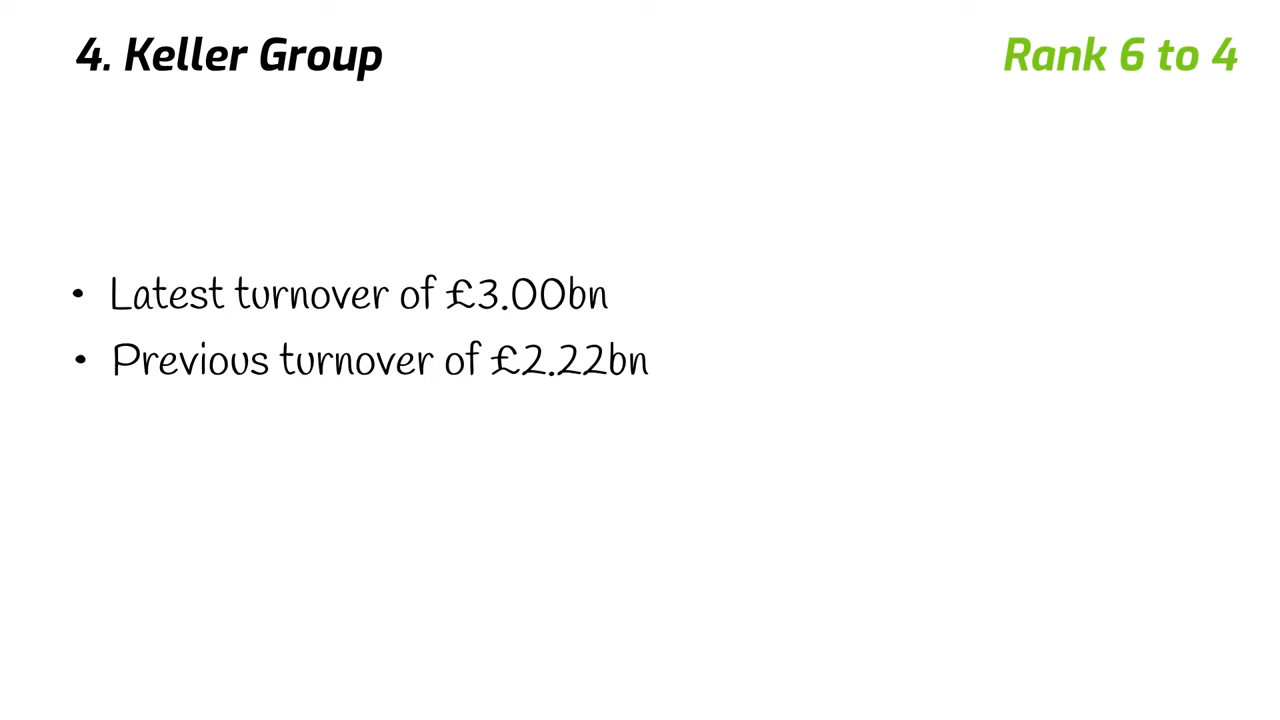 4. Keller Group
Rank 6 to 4
• Latest turnover of £3.00bn
• Previous turnover of £2.22bn